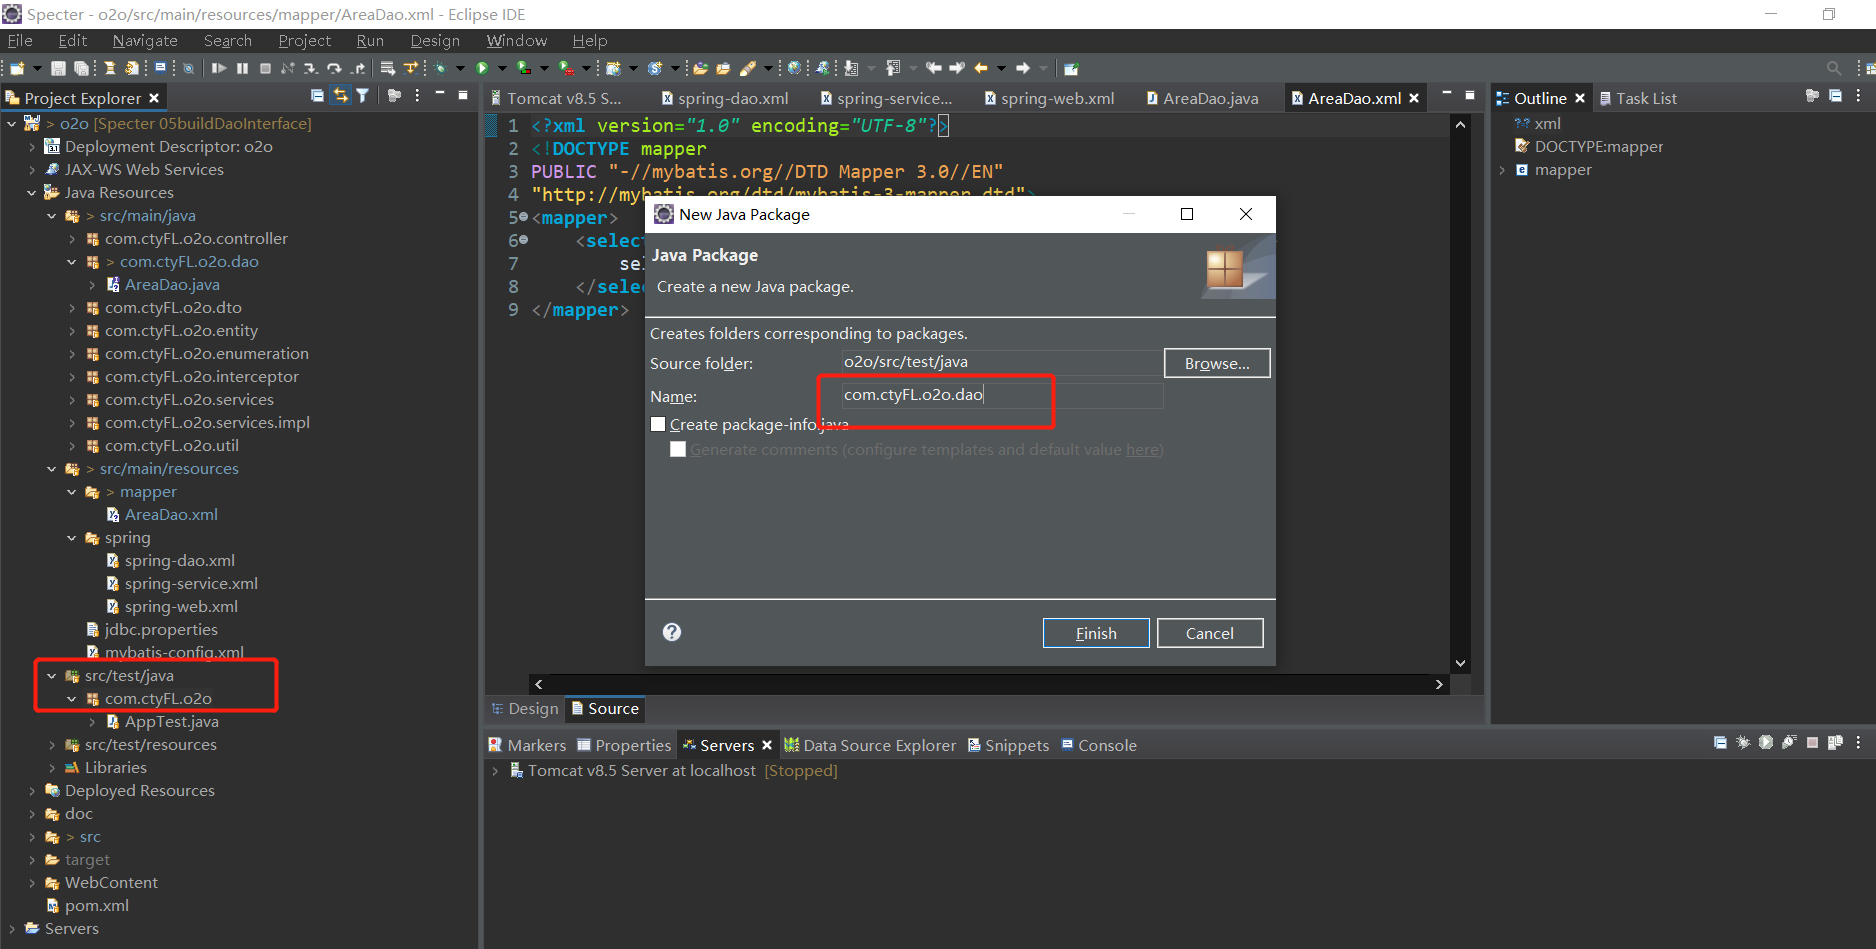 Specter - o2o/src/main/resources/mapper/AreaDao.xml - Eclipse IDE
File Edit Navigate Search Project Run Design Window Help
Project Explorer
> o2o [Specter 05buildDaoInterface]
Deployment Descriptor: o2o
JAX-WS Web Services
Java Resources
> src/main/java
com.ctyFL.o2o.controller
> com.ctyFL.o2o.dao
AreaDao.java
com.ctyFL.o2o.dto
com.ctyFL.o2o.entity
com.ctyFL.o2o.enumeration
com.ctyFL.o2o.interceptor
com.ctyFL.o2o.services
com.ctyFL.o2o.services.impl
com.ctyFL.o2o.util
> src/main/resources
> mapper
AreaDao.xml
spring
spring-dao.xml
spring-service.xml
spring-web.xml
jdbc.properties
mybatis-config.xml
src/test/java
com.ctyFL.o2o
AppTest.java
src/test/resources
Libraries
Deployed Resources
doc
> src
target
WebContent
pom.xml
Servers
Tomcat v8.5 S... spring-dao.xml spring-service... spring-web.xml AreaDao.java AreaDao.xml
1 <?xml version="1.0" encoding="UTF-8"?>
2 <!DOCTYPE mapper
3 PUBLIC "-//mybatis.org//DTD Mapper 3.0//EN"
4 "http://mybatis.org/dtd/mybatis-3-mapper.dtd">
5 <mapper>
6 <select
7 sel
8 </selec
9 </mapper>
New Java Package
Java Package
Create a new Java package.
Creates folders corresponding to packages.
Source folder: o2o/src/test/java Browse...
Name: com.ctyFL.o2o.dao
Create package-info.java
Generate comments (configure templates and default value here)
Finish Cancel
Design Source
Outline Task List
xml
DOCTYPE:mapper
mapper
Markers Properties Servers Data Source Explorer Snippets Console
Tomcat v8.5 Server at localhost [Stopped]